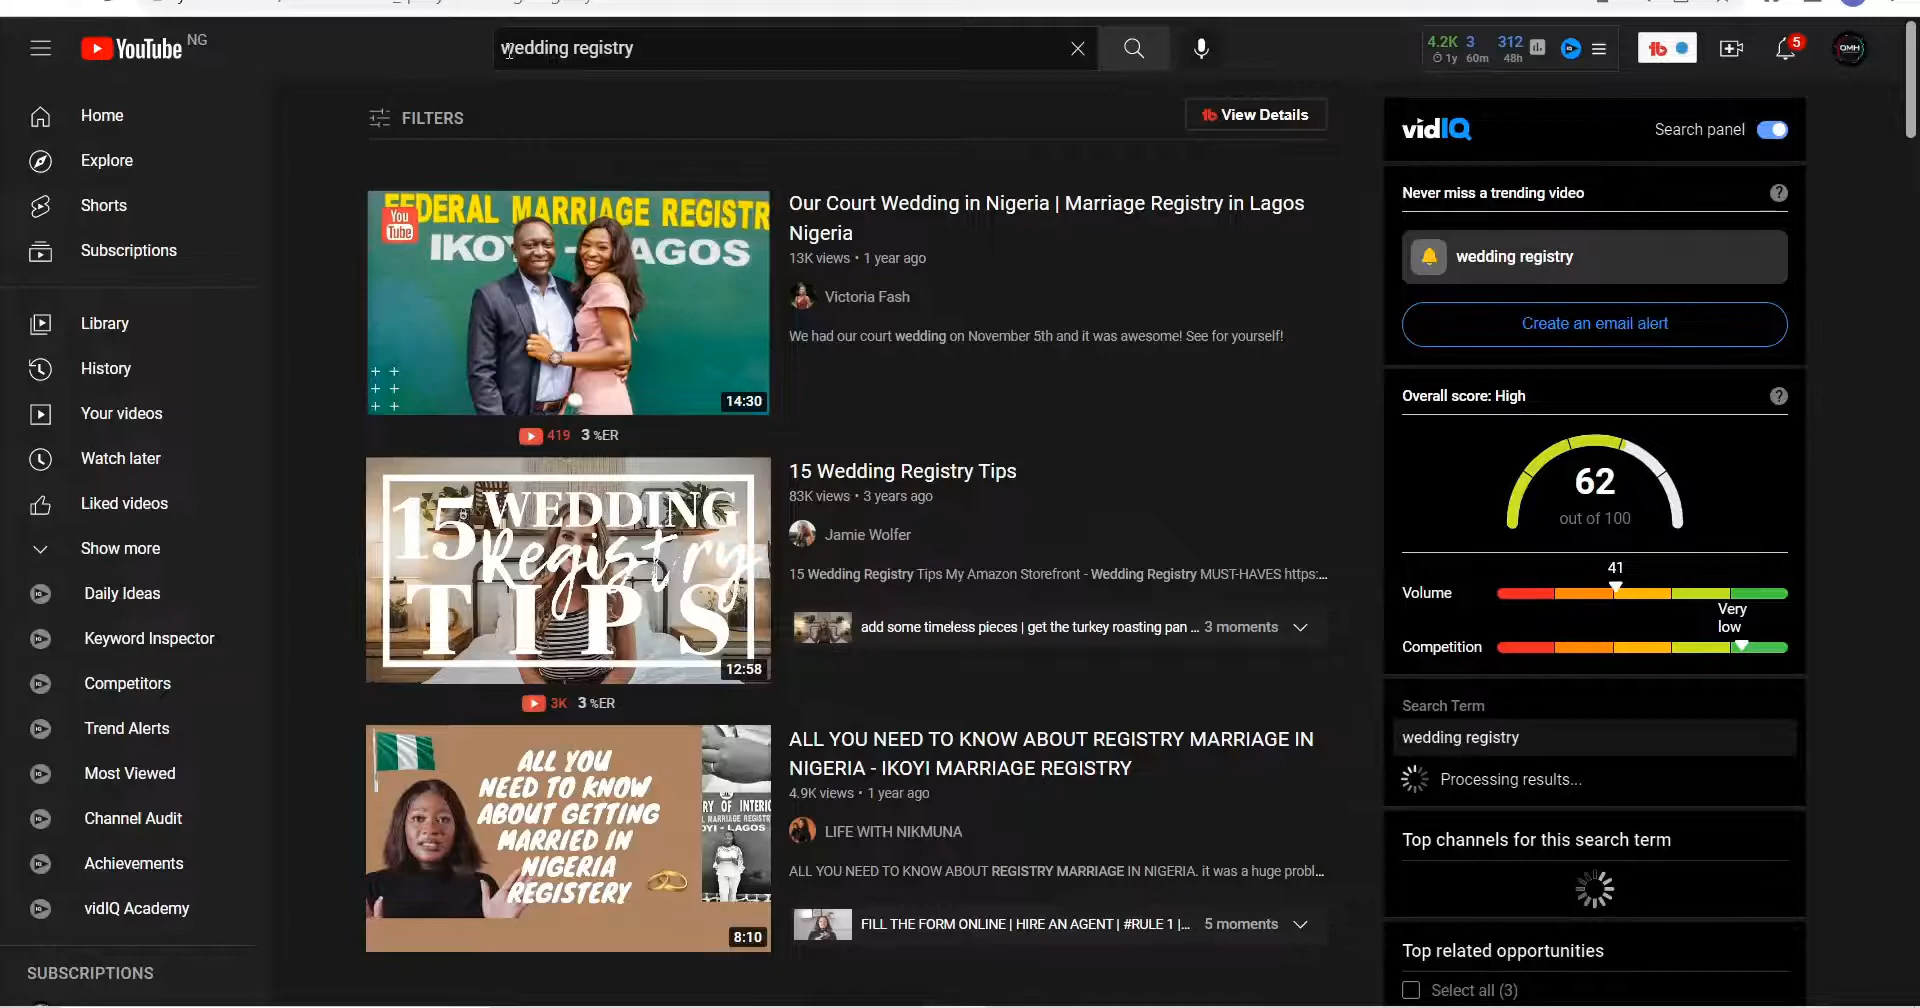 YouTube NG
wedding registry
4.2K 3 312
1y 60m 48h
5
Home
Explore
Shorts
Subscriptions
Library
History
Your videos
Watch later
Liked videos
Show more
Daily Ideas
Keyword Inspector
Competitors
Trend Alerts
Most Viewed
Channel Audit
Achievements
vidIQ Academy
SUBSCRIPTIONS
FILTERS
View Details
FEDERAL MARRIAGE REGISTR
You
Tube
IKOYI - LAGOS
14:30
419 3 %ER
Our Court Wedding in Nigeria | Marriage Registry in Lagos
Nigeria
13K views • 1 year ago
Victoria Fash
We had our court wedding on November 5th and it was awesome! See for yourself!
15 WEDDING
Registry
TIPS
12:58
3K 3 %ER
15 Wedding Registry Tips
83K views • 3 years ago
Jamie Wolfer
15 Wedding Registry Tips My Amazon Storefront - Wedding Registry MUST-HAVES https:...
add some timeless pieces | get the turkey roasting pan ... 3 moments
ALL YOU
NEED TO KNOW
ABOUT GETTING
MARRIED IN
NIGERIA
REGISTERY
RY OF INTERIO
L MARRIAGE REGISTR
OYI - LAGOS
8:10
ALL YOU NEED TO KNOW ABOUT REGISTRY MARRIAGE IN
NIGERIA - IKOYI MARRIAGE REGISTRY
4.9K views • 1 year ago
LIFE WITH NIKMUNA
ALL YOU NEED TO KNOW ABOUT REGISTRY MARRIAGE IN NIGERIA. it was a huge probl...
FILL THE FORM ONLINE | HIRE AN AGENT | #RULE 1 |... 5 moments
vidIQ
Search panel
Never miss a trending video
wedding registry
Create an email alert
Overall score: High
62
out of 100
41
Volume
Very
low
Competition
Search Term
wedding registry
Processing results...
Top channels for this search term
Top related opportunities
Select all (3)